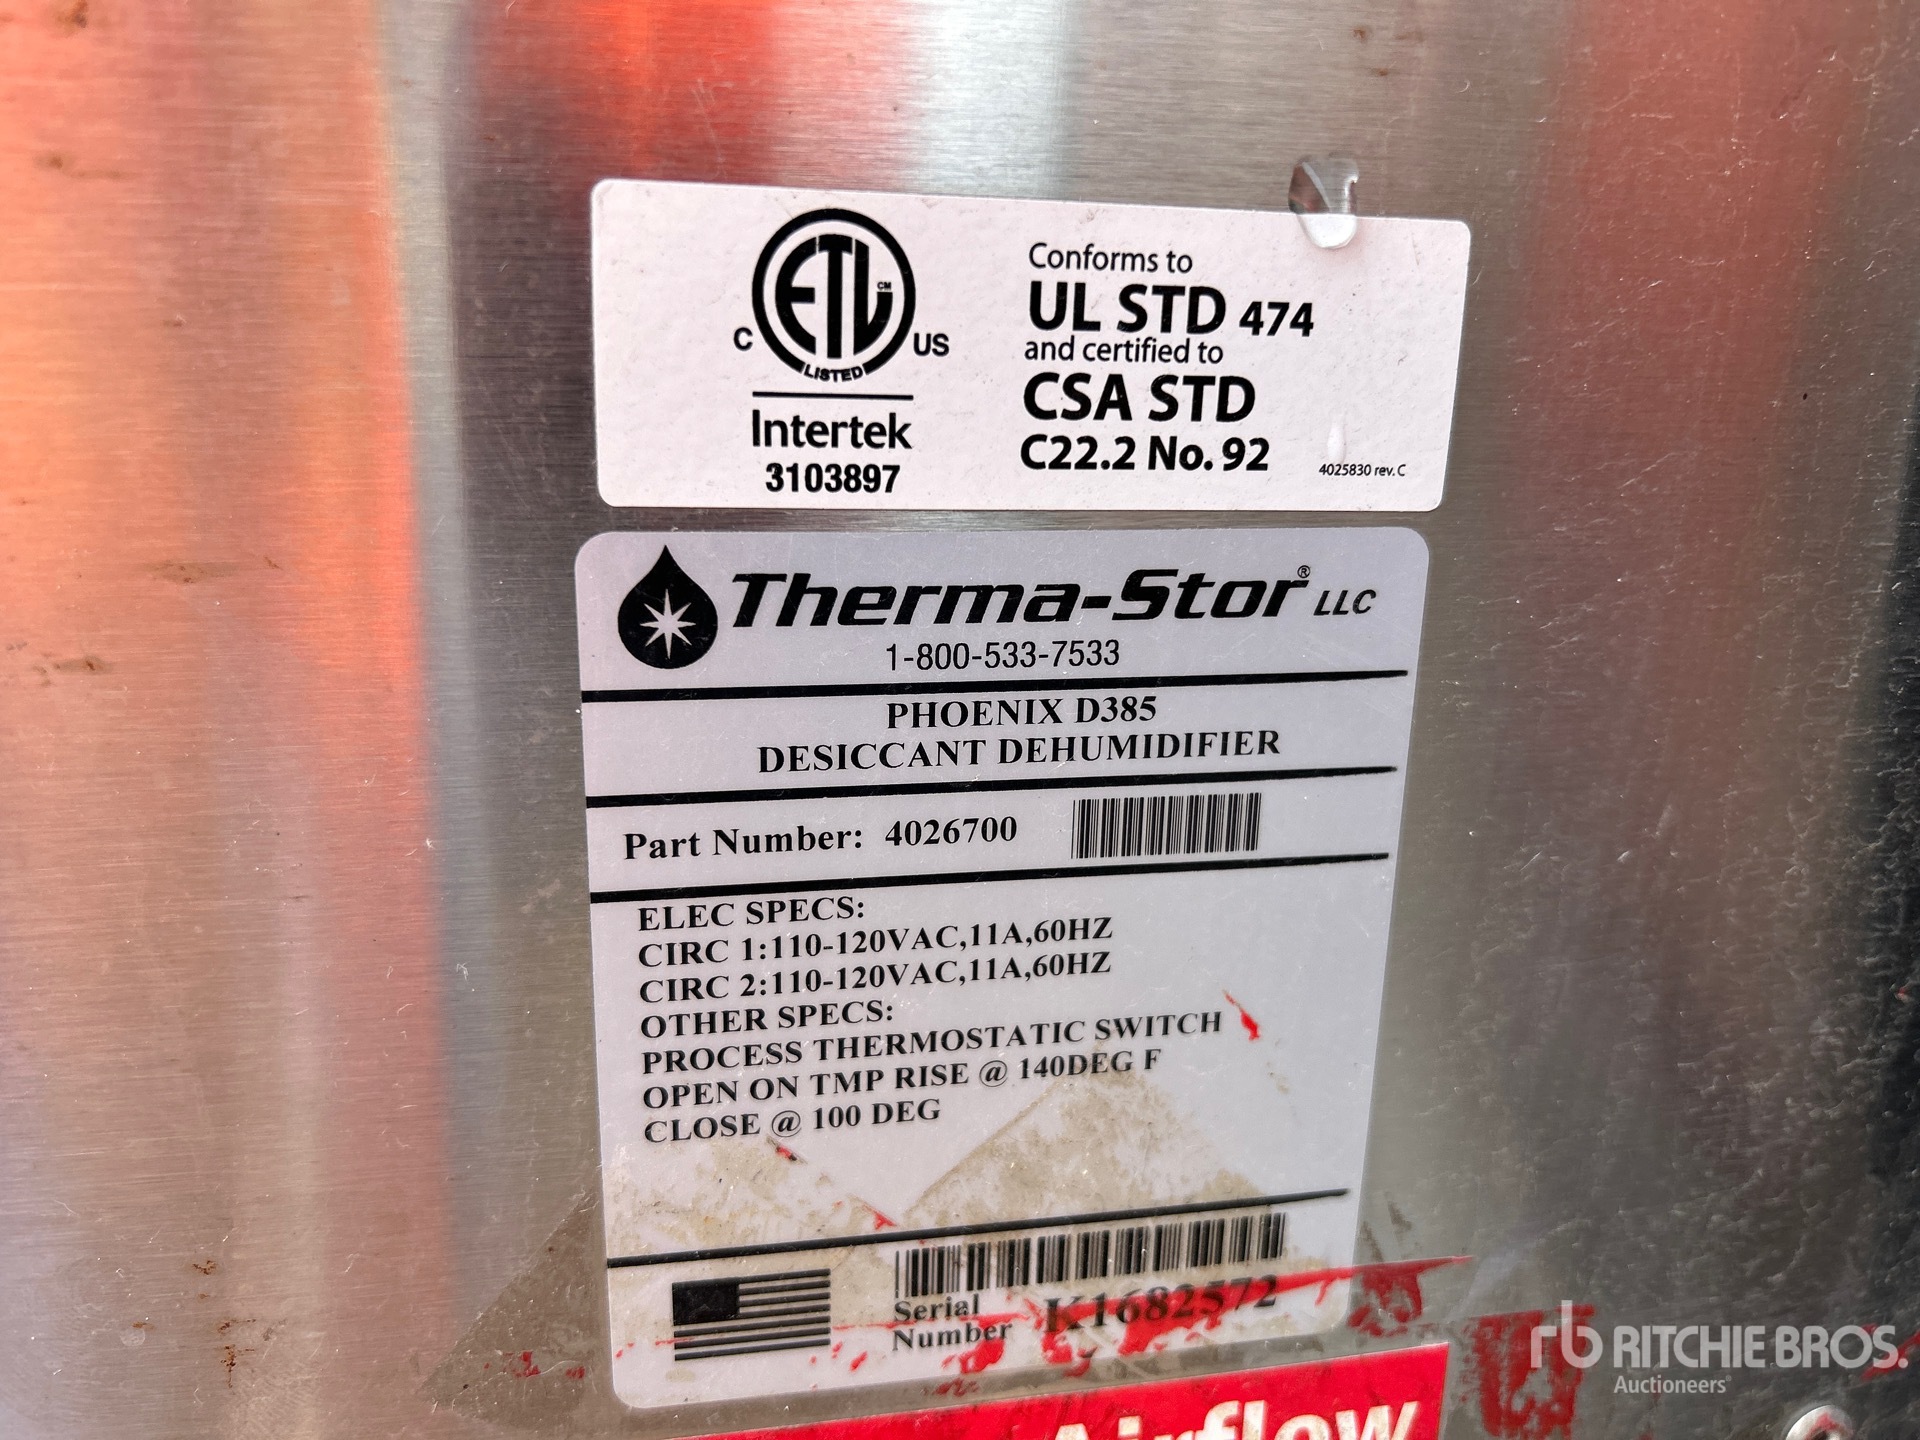 ETL CM
C US
LISTED
Intertek
3103897
Conforms to
UL STD 474
and certified to
CSA STD
C22.2 No. 92
4025830 rev. C
Therma-Stor® LLC
1-800-533-7533
PHOENIX D385
DESICCANT DEHUMIDIFIER
Part Number: 4026700
ELEC SPECS:
CIRC 1:110-120VAC,11A,60HZ
CIRC 2:110-120VAC,11A,60HZ
OTHER SPECS:
PROCESS THERMOSTATIC SWITCH
OPEN ON TMP RISE @ 140DEG F
CLOSE @ 100 DEG
Serial
Number K1682572
Airflow
rb RITCHIE BROS.
Auctioneers